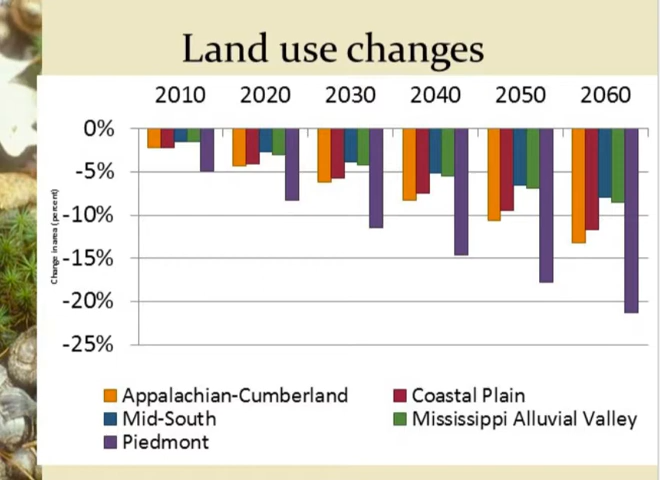 Land use changes
2010 2020 2030 2040 2050 2060
0%
-5%
-10%
-15%
-20%
-25%
Change in area (percent)
Appalachian-Cumberland Coastal Plain
Mid-South Mississippi Alluvial Valley
Piedmont